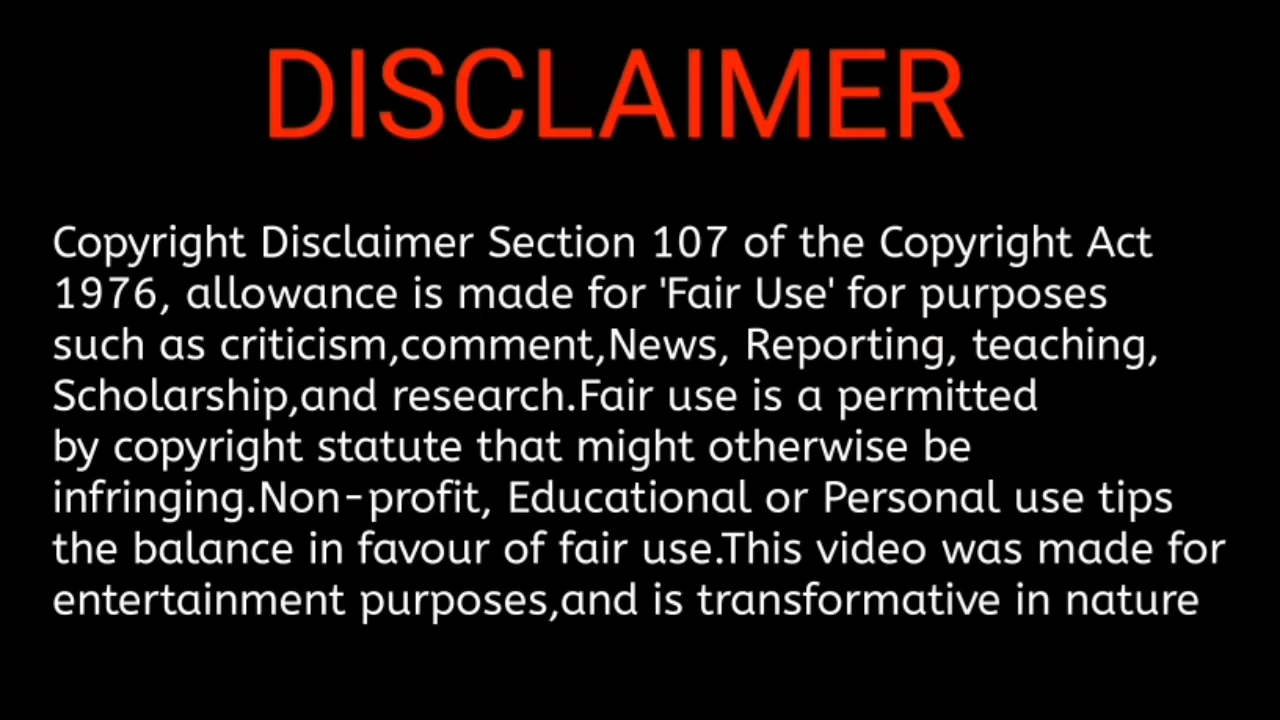 DISCLAIMER
Copyright Disclaimer Section 107 of the Copyright Act
1976, allowance is made for 'Fair Use' for purposes
such as criticism,comment,News, Reporting, teaching,
Scholarship,and research.Fair use is a permitted
by copyright statute that might otherwise be
infringing.Non-profit, Educational or Personal use tips
the balance in favour of fair use.This video was made for
entertainment purposes,and is transformative in nature